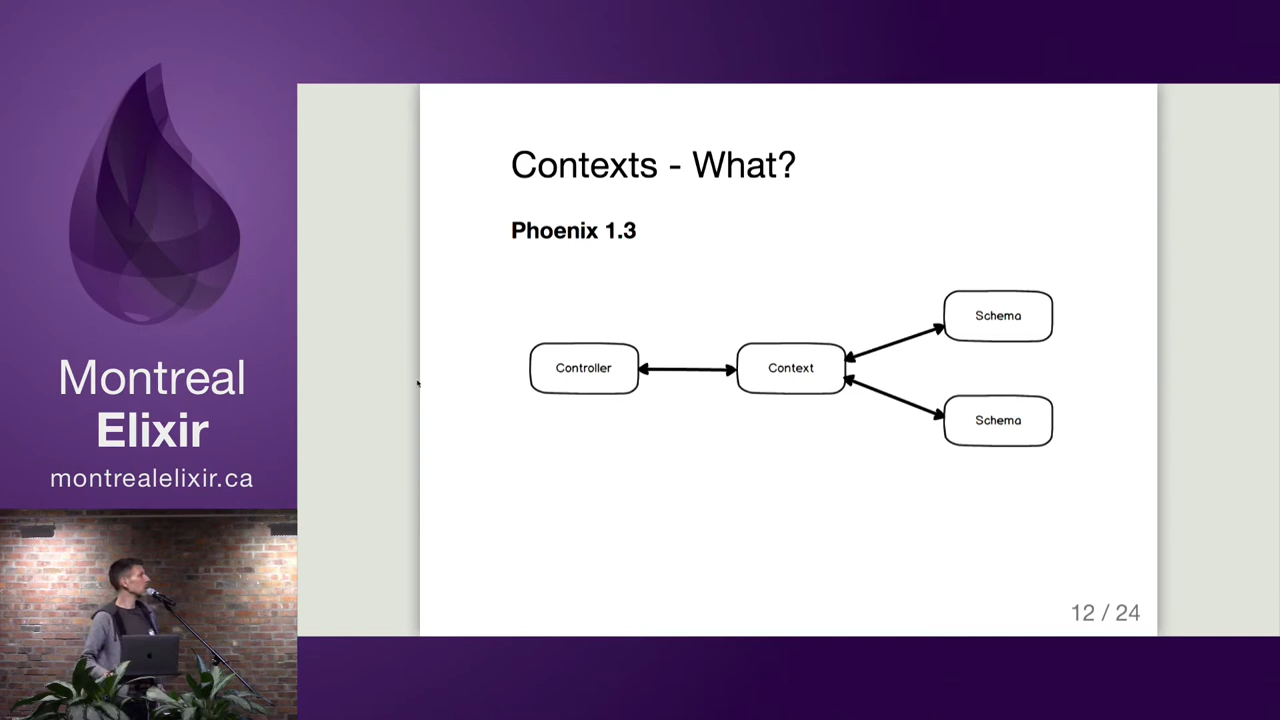 Montreal
Elixir
montrealelixir.ca
Contexts - What?
Phoenix 1.3
Controller
Context
Schema
Schema
12 / 24